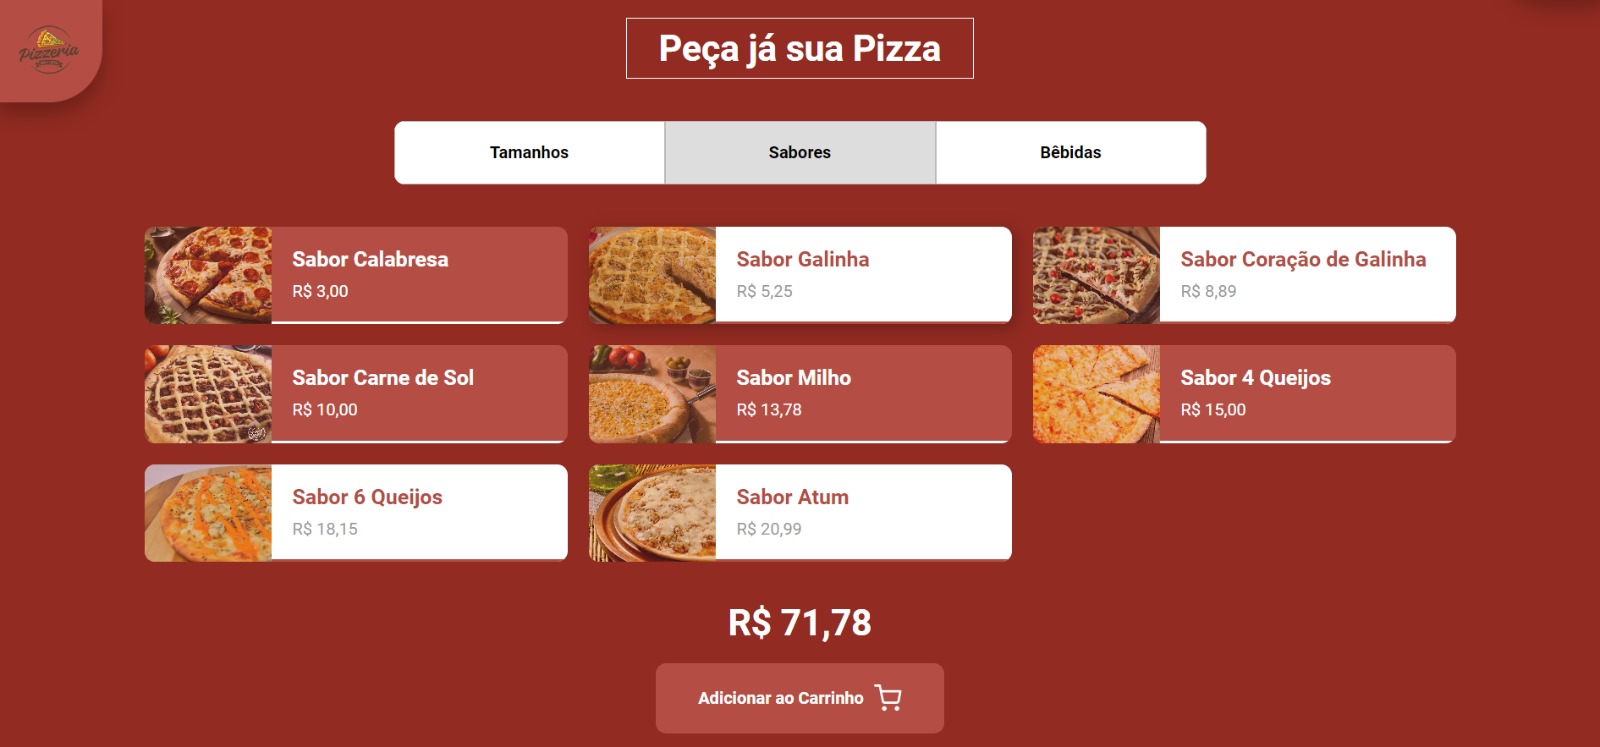 Pizzeria
Peça já sua Pizza
Tamanhos
Sabores
Bêbidas
Sabor Calabresa
R$ 3,00
Sabor Galinha
R$ 5,25
Sabor Coração de Galinha
R$ 8,89
Sabor Carne de Sol
R$ 10,00
Sabor Milho
R$ 13,78
Sabor 4 Queijos
R$ 15,00
Sabor 6 Queijos
R$ 18,15
Sabor Atum
R$ 20,99
R$ 71,78
Adicionar ao Carrinho